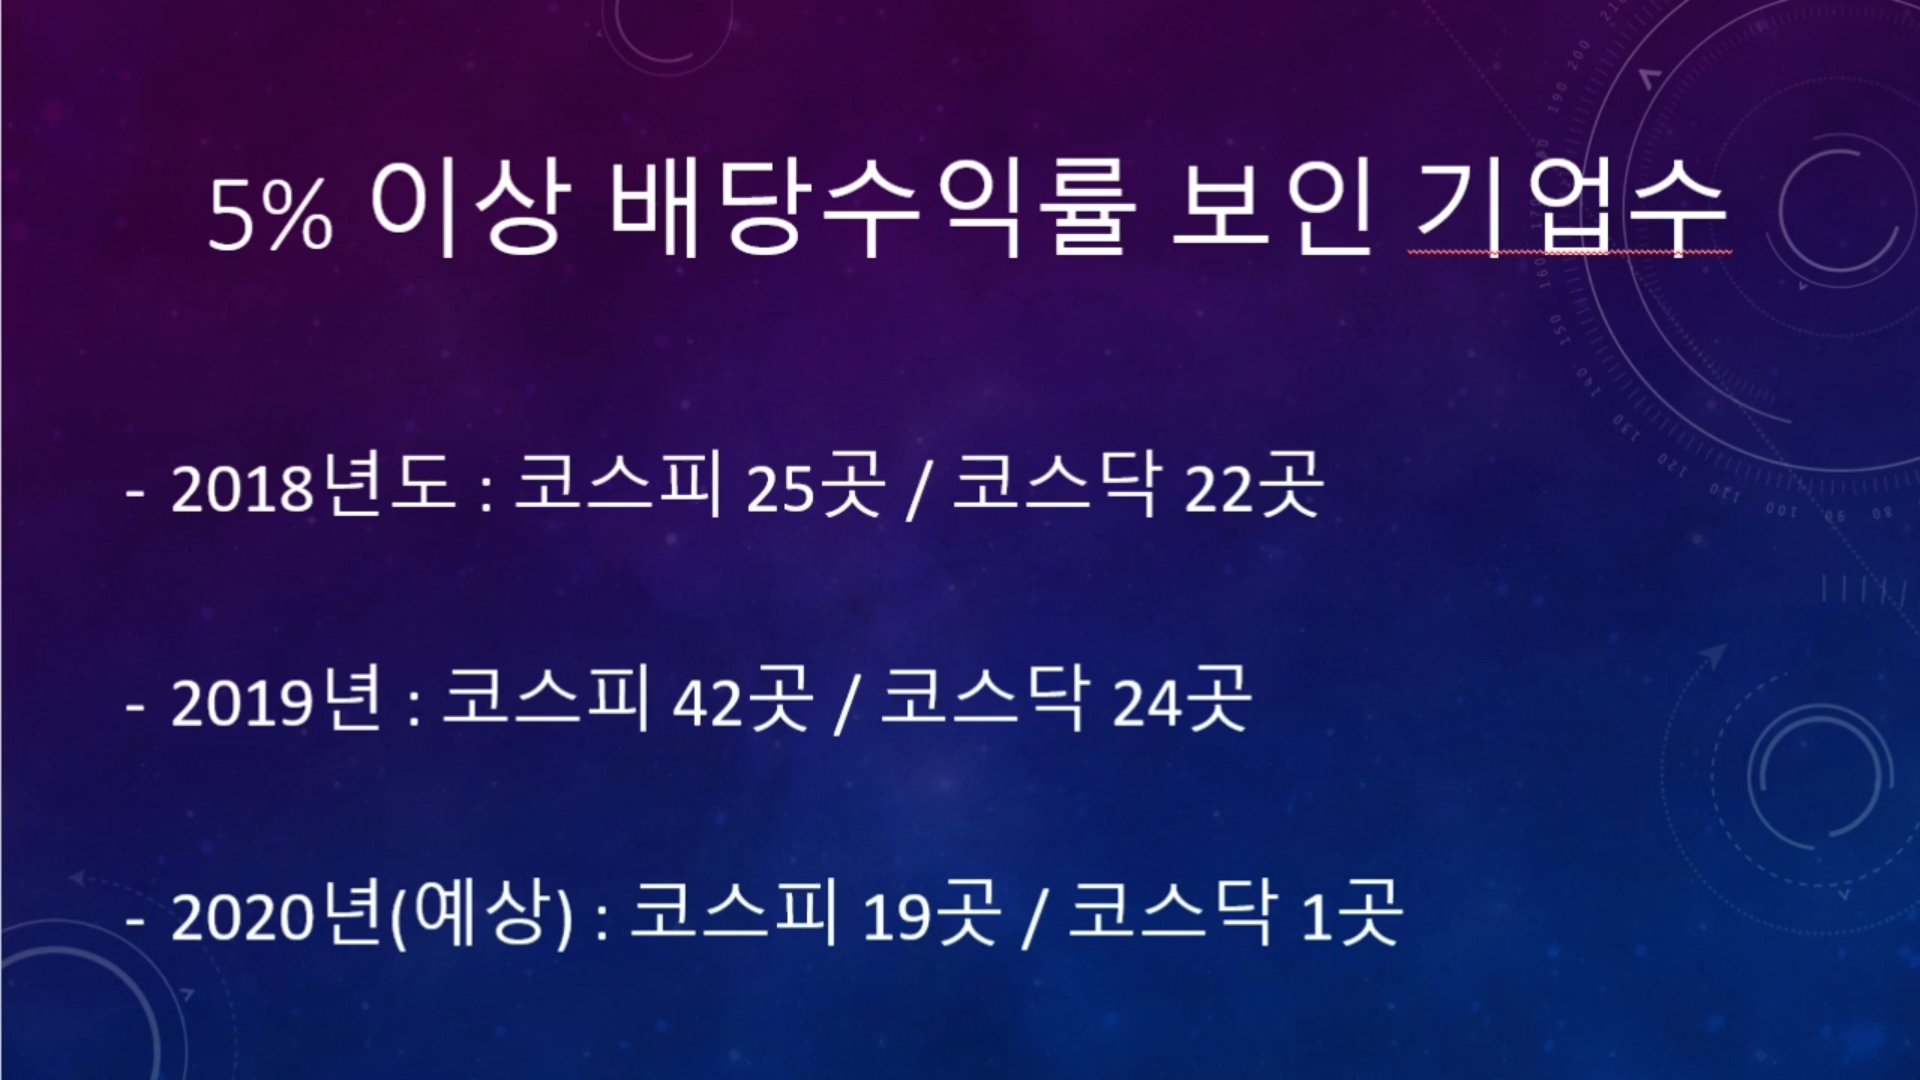 5% 이상 배당수익률 보인 기업수
- 2018년도 : 코스피 25곳 / 코스닥 22곳
- 2019년 : 코스피 42곳 / 코스닥 24곳
- 2020년(예상) : 코스피 19곳 / 코스닥 1곳